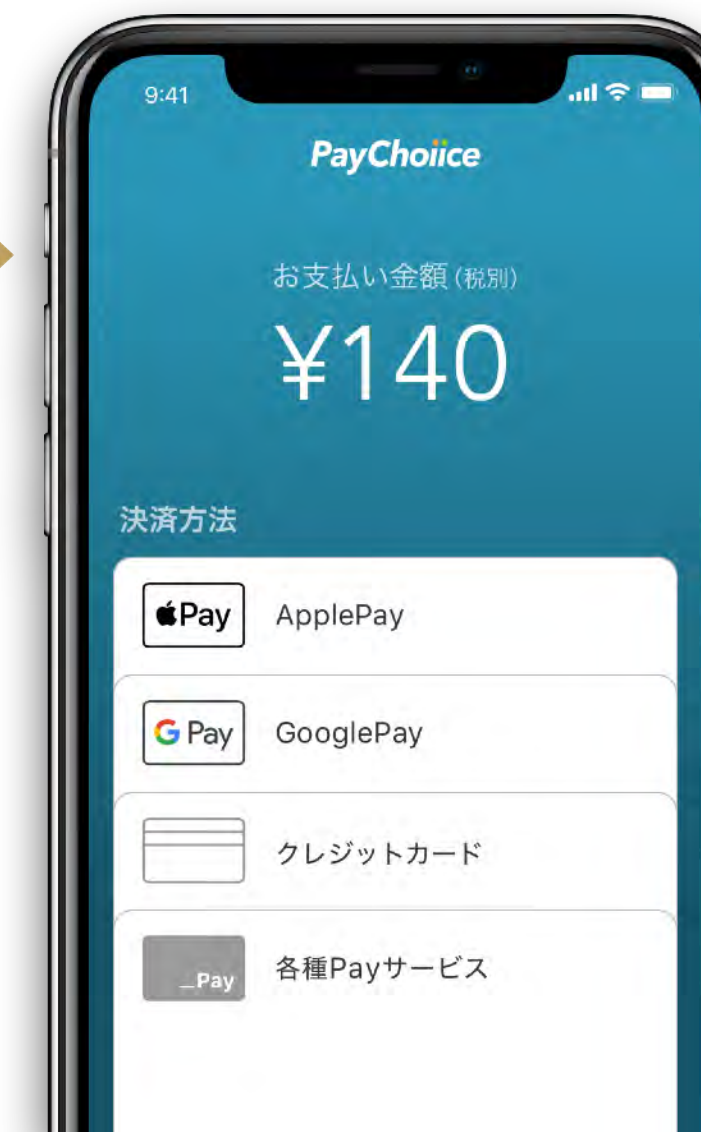 9:41
PayChoiice
お支払い金額(税別)
¥140
決済方法
Pay ApplePay
G Pay GooglePay
クレジットカード
_Pay 各種Payサービス